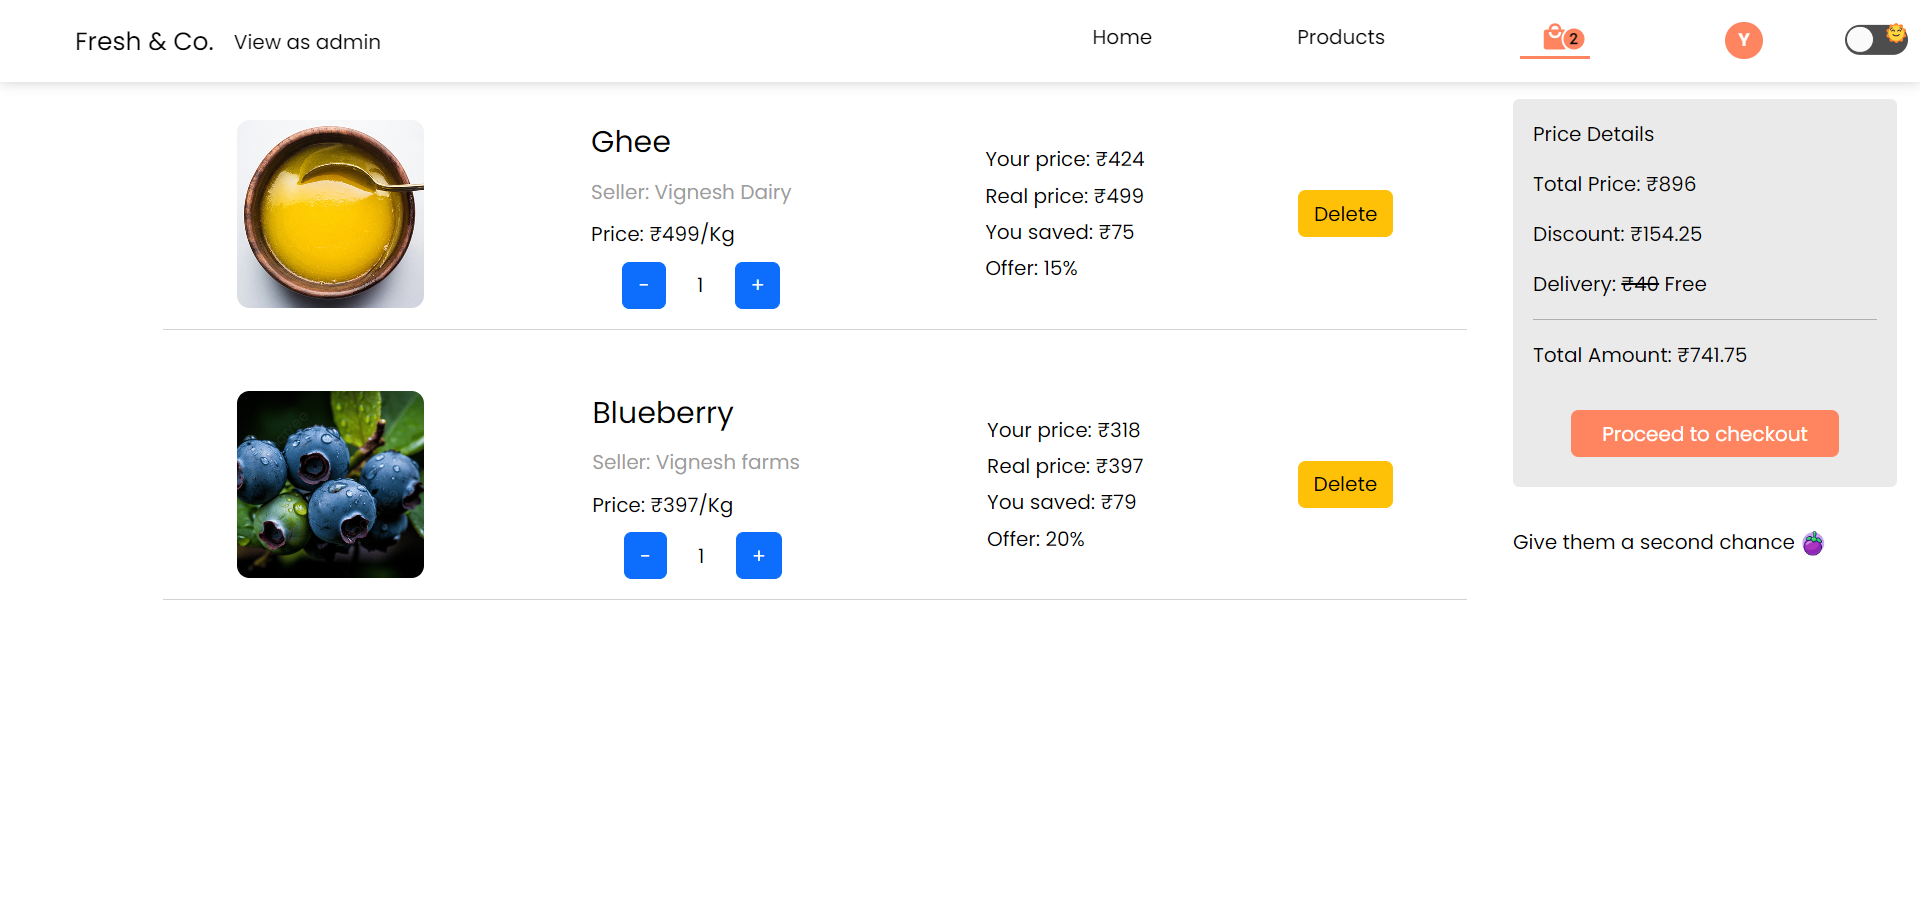 Fresh & Co. View as admin Home Products 2 Y
Ghee
Seller: Vignesh Dairy
Price: ₹499/Kg
- 1 +
Your price: ₹424
Real price: ₹499
You saved: ₹75
Offer: 15%
Delete
Blueberry
Seller: Vignesh farms
Price: ₹397/Kg
- 1 +
Your price: ₹318
Real price: ₹397
You saved: ₹79
Offer: 20%
Delete
Price Details
Total Price: ₹896
Discount: ₹154.25
Delivery: ₹40 Free
Total Amount: ₹741.75
Proceed to checkout
Give them a second chance